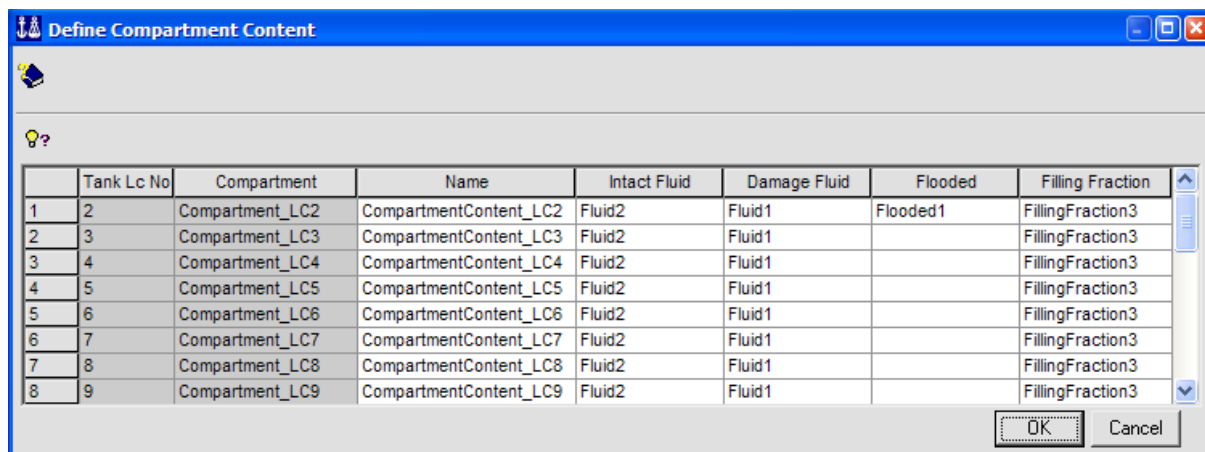 Define Compartment Content
Tank Lc No Compartment Name Intact Fluid Damage Fluid Flooded Filling Fraction
1 2 Compartment_LC2 CompartmentContent_LC2 Fluid2 Fluid1 Flooded1 FillingFraction3
2 3 Compartment_LC3 CompartmentContent_LC3 Fluid2 Fluid1 FillingFraction3
3 4 Compartment_LC4 CompartmentContent_LC4 Fluid2 Fluid1 FillingFraction3
4 5 Compartment_LC5 CompartmentContent_LC5 Fluid2 Fluid1 FillingFraction3
5 6 Compartment_LC6 CompartmentContent_LC6 Fluid2 Fluid1 FillingFraction3
6 7 Compartment_LC7 CompartmentContent_LC7 Fluid2 Fluid1 FillingFraction3
7 8 Compartment_LC8 CompartmentContent_LC8 Fluid2 Fluid1 FillingFraction3
8 9 Compartment_LC9 CompartmentContent_LC9 Fluid2 Fluid1 FillingFraction3
OK Cancel